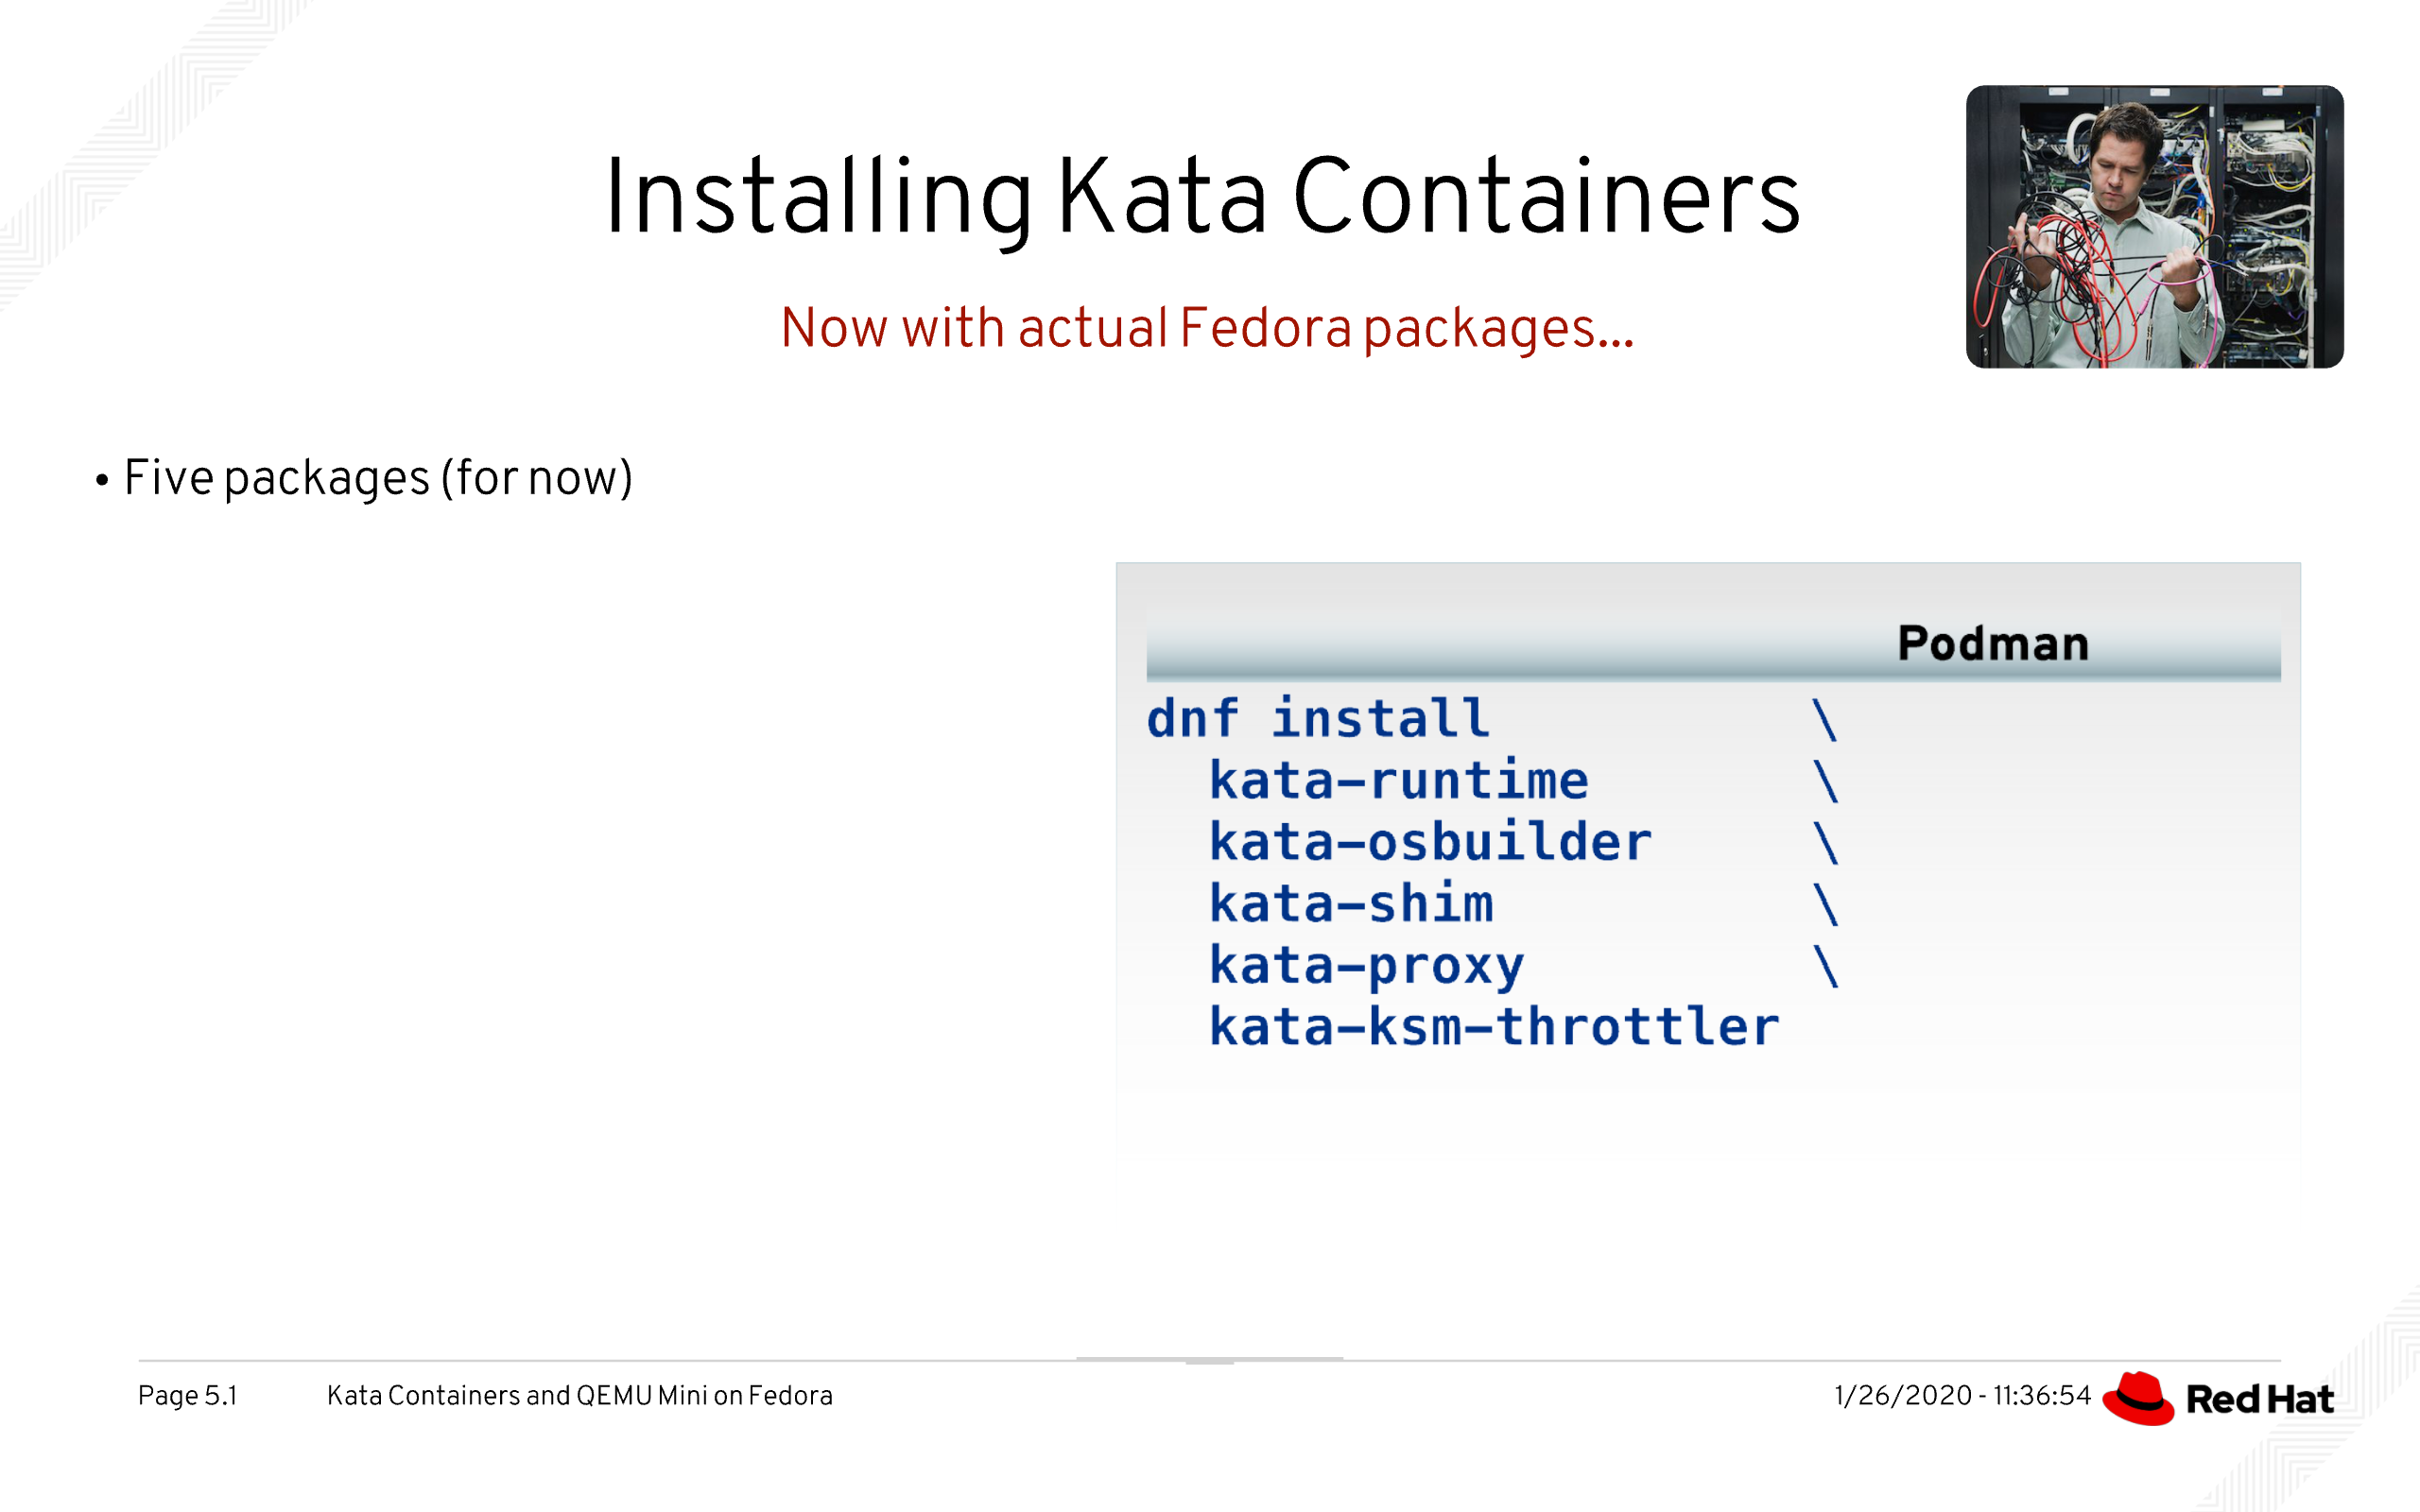 Installing Kata Containers
Now with actual Fedora packages...
• Five packages (for now)
Podman
dnf install \
kata-runtime \
kata-osbuilder \
kata-shim \
kata-proxy \
kata-ksm-throttler
Page 5.1 Kata Containers and QEMU Mini on Fedora 1/26/2020 - 11:36:54 Red Hat